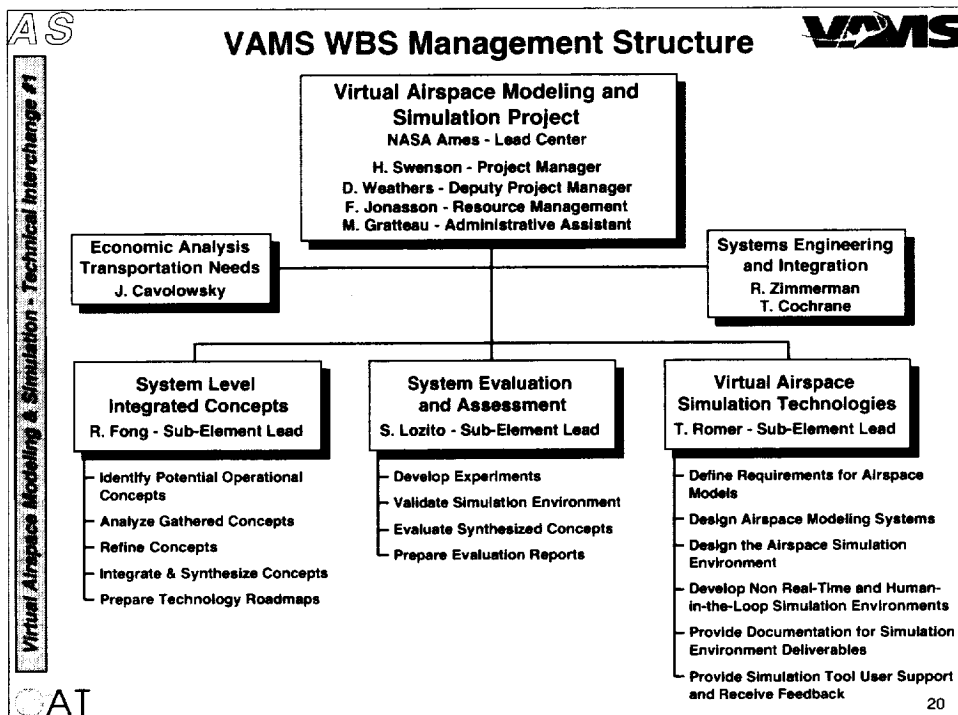 AS
VAMS WBS Management Structure
VAMS
Virtual Airspace Modeling & Simulation - Technical Interchange #1
Virtual Airspace Modeling and
Simulation Project
NASA Ames - Lead Center
H. Swenson - Project Manager
D. Weathers - Deputy Project Manager
F. Jonasson - Resource Management
M. Gratteau - Administrative Assistant
Economic Analysis
Transportation Needs
J. Cavolowsky
Systems Engineering
and Integration
R. Zimmerman
T. Cochrane
System Level
Integrated Concepts
R. Fong - Sub-Element Lead
Identify Potential Operational
Concepts
Analyze Gathered Concepts
Refine Concepts
Integrate & Synthesize Concepts
Prepare Technology Roadmaps
System Evaluation
and Assessment
S. Lozito - Sub-Element Lead
Develop Experiments
Validate Simulation Environment
Evaluate Synthesized Concepts
Prepare Evaluation Reports
Virtual Airspace
Simulation Technologies
T. Romer - Sub-Element Lead
Define Requirements for Airspace
Models
Design Airspace Modeling Systems
Design the Airspace Simulation
Environment
Develop Non Real-Time and Human-
in-the-Loop Simulation Environments
Provide Documentation for Simulation
Environment Deliverables
Provide Simulation Tool User Support
and Receive Feedback
AT
20